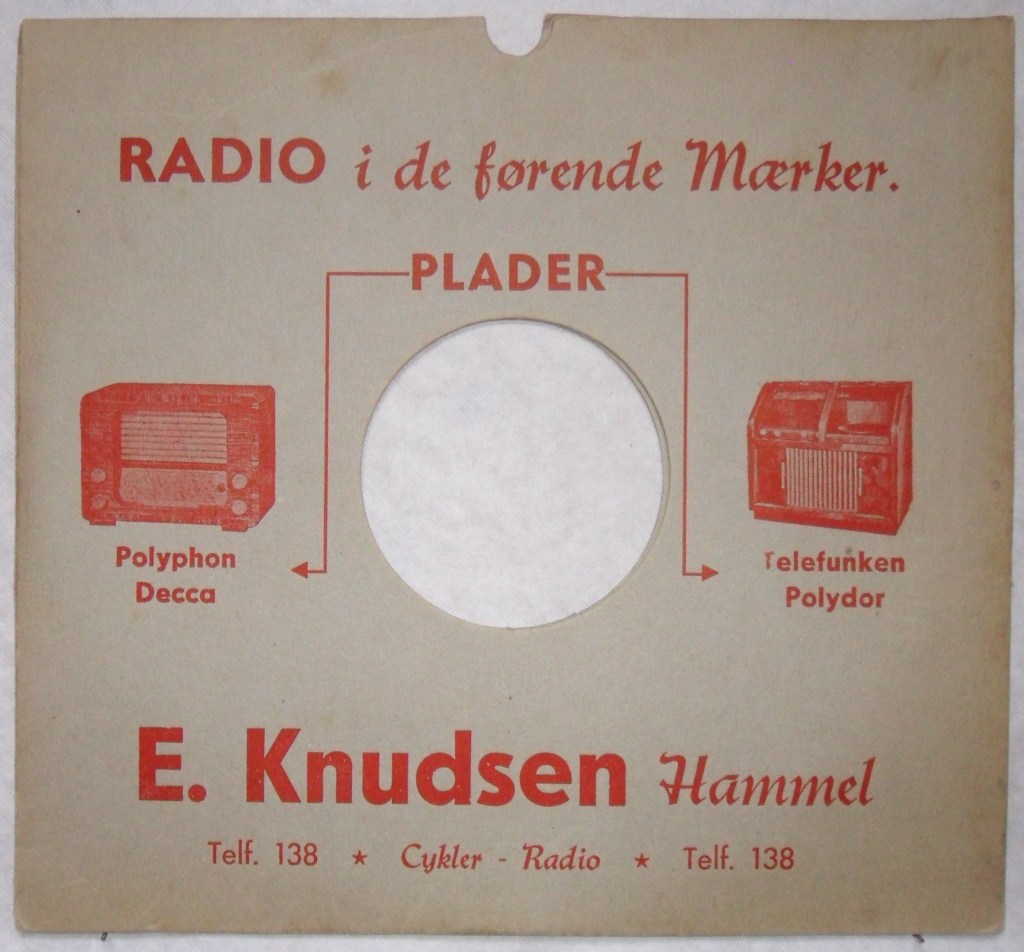 RADIO i de førende Mærker.
PLADER
Polyphon
Decca
Telefunken
Polydor
E. Knudsen Hammel
Telf. 138 ★ Cykler - Radio ★ Telf. 138